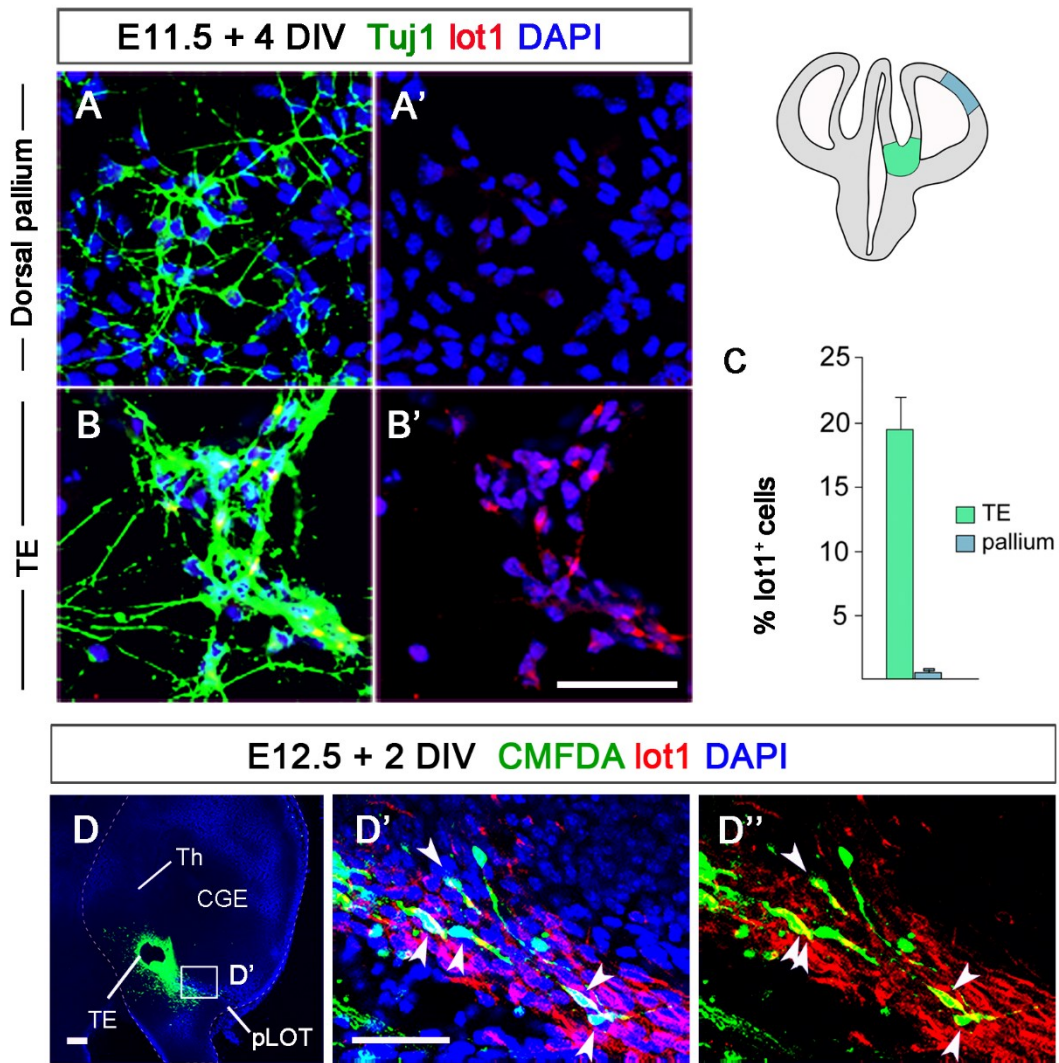 E11.5 + 4 DIV Tuj1 lot1 DAPI
Dorsal pallium
A
A'
TE
B
B'
C
25
20
15
10
5
% lot1+ cells
TE
pallium
E12.5 + 2 DIV CMFDA lot1 DAPI
D
Th
CGE
D'
TE
pLOT
D'
D''